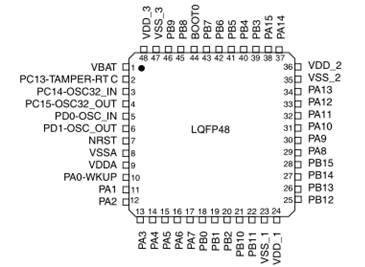 VDD_3
VSS_3
PB9
PB8
BOOT0
PB7
PB6
PB5
PB4
PB3
PA15
PA14
48 47 46 45 44 43 42 41 40 39 38 37
VBAT 1
PC13-TAMPER-RTC 2
PC14-OSC32_IN 3
PC15-OSC32_OUT 4
PD0-OSC_IN 5
PD1-OSC_OUT 6
NRST 7
VSSA 8
VDDA 9
PA0-WKUP 10
PA1 11
PA2 12
LQFP48
36 VDD_2
35 VSS_2
34 PA13
33 PA12
32 PA11
31 PA10
30 PA9
29 PA8
28 PB15
27 PB14
26 PB13
25 PB12
13 14 15 16 17 18 19 20 21 22 23 24
PA3
PA4
PA5
PA6
PA7
PB0
PB1
PB2
PB10
PB11
VSS_1
VDD_1